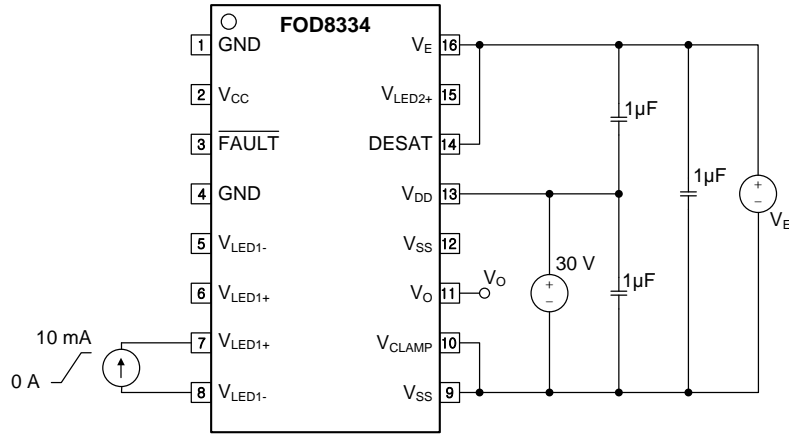 FOD8334
1 GND
2 VCC
3 FAULT
4 GND
5 VLED1-
6 VLED1+
7 VLED1+
8 VLED1-
VE 16
VLED2+ 15
DESAT 14
VDD 13
VSS 12
VO 11
VCLAMP 10
VSS 9
10 mA
0 A
VO
30 V
+
−
1µF
1µF
1µF
+
−
VE